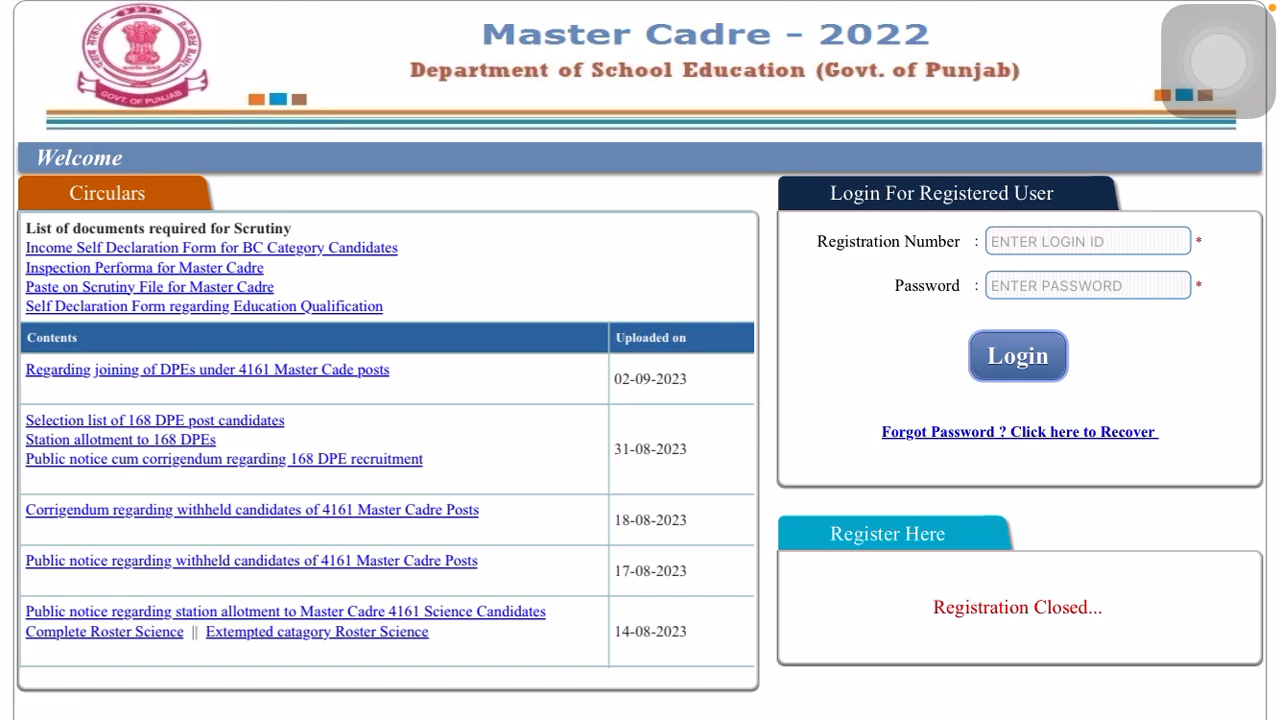 GOVT. OF PUNJAB
Master Cadre - 2022
Department of School Education (Govt. of Punjab)
Welcome
Circulars
List of documents required for Scrutiny
Income Self Declaration Form for BC Category Candidates
Inspection Performa for Master Cadre
Paste on Scrutiny File for Master Cadre
Self Declaration Form regarding Education Qualification
Contents Uploaded on
Regarding joining of DPEs under 4161 Master Cade posts
02-09-2023
Selection list of 168 DPE post candidates
Station allotment to 168 DPEs
Public notice cum corrigendum regarding 168 DPE recruitment
31-08-2023
Corrigendum regarding withheld candidates of 4161 Master Cadre Posts
18-08-2023
Public notice regarding withheld candidates of 4161 Master Cadre Posts
17-08-2023
Public notice regarding station allotment to Master Cadre 4161 Science Candidates
Complete Roster Science || Extempted catagory Roster Science
14-08-2023
Login For Registered User
Registration Number : ENTER LOGIN ID *
Password : ENTER PASSWORD *
Login
Forgot Password ? Click here to Recover
Register Here
Registration Closed...